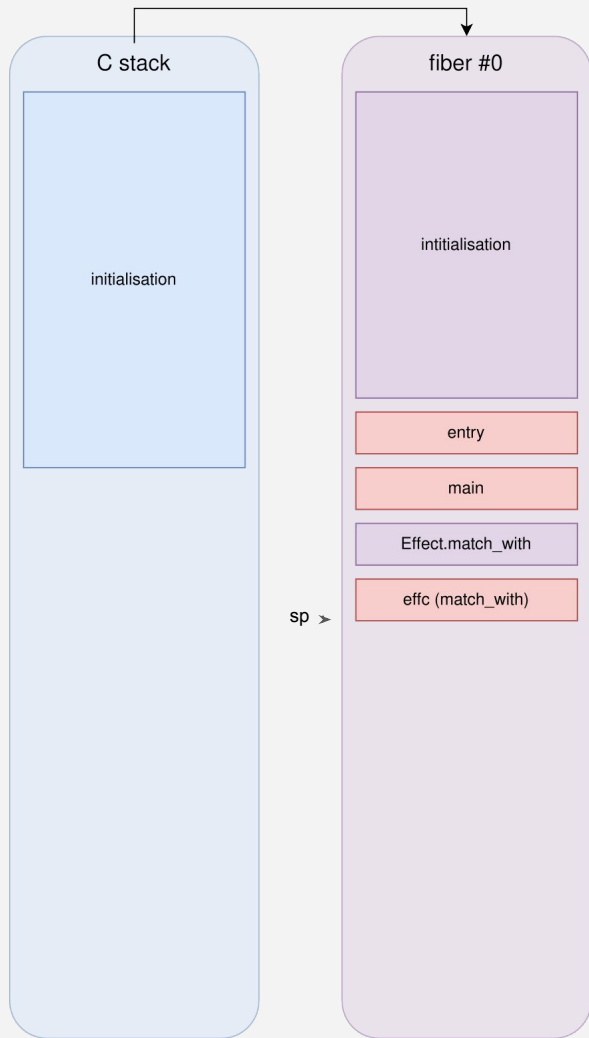 C stack
initialisation
fiber #0
intitialisation
entry
main
Effect.match_with
effc (match_with)
sp